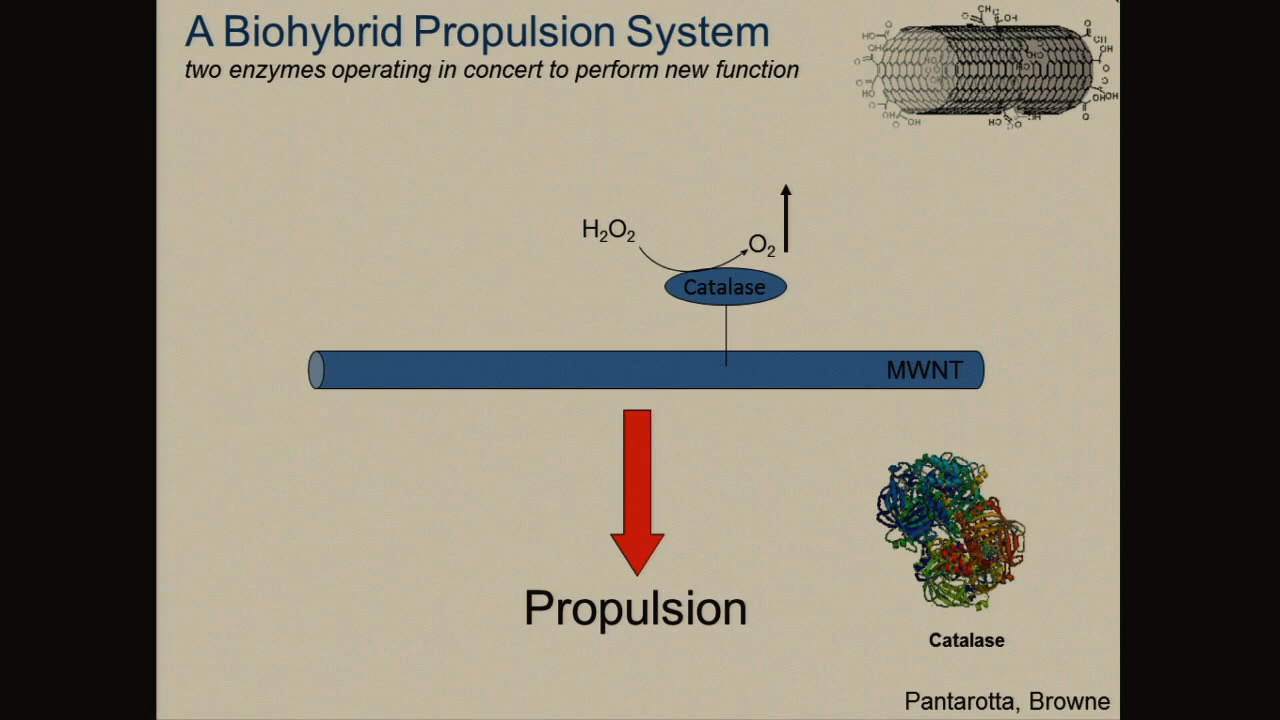 A Biohybrid Propulsion System
two enzymes operating in concert to perform new function
H₂O₂
O₂
Catalase
MWNT
Propulsion
Catalase
Pantarotta, Browne